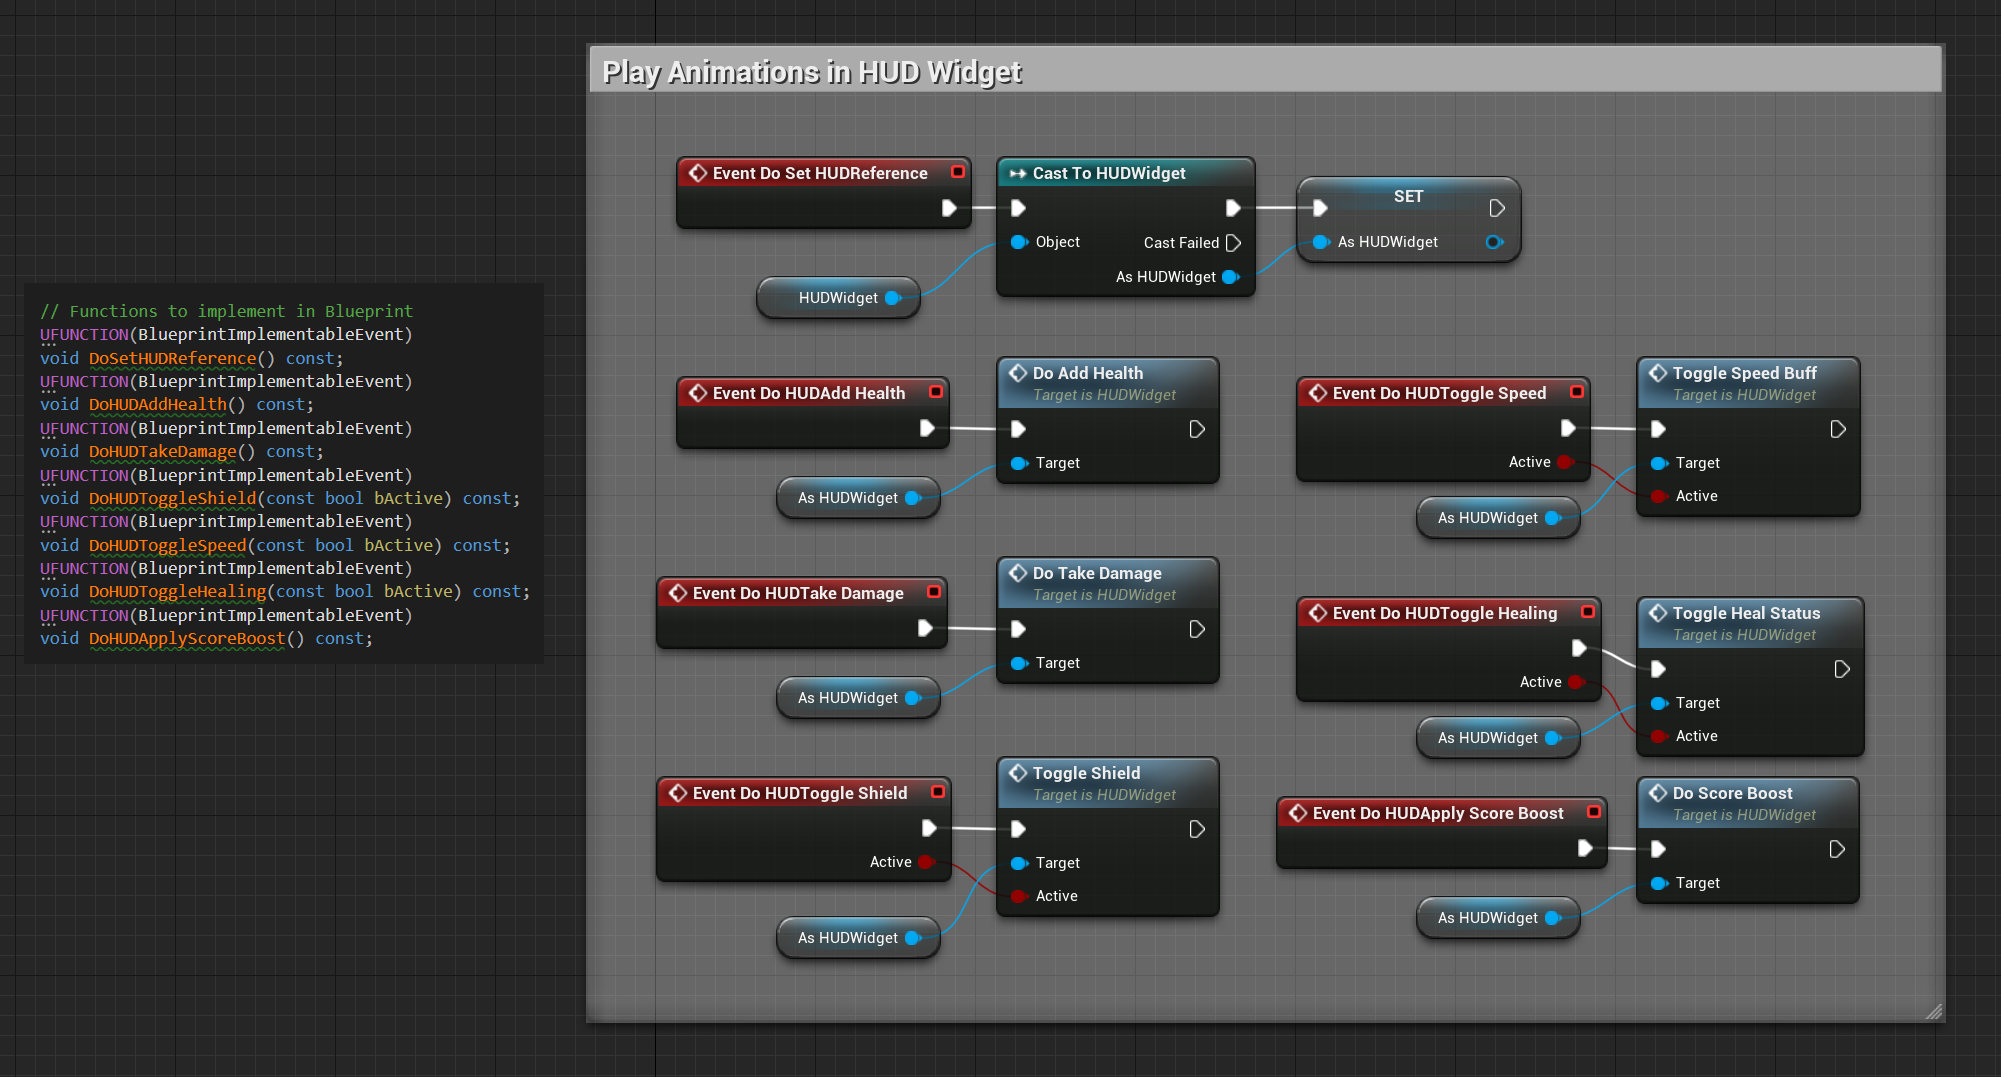 // Functions to implement in Blueprint
UFUNCTION(BlueprintImplementableEvent)
void DoSetHUDReference() const;
UFUNCTION(BlueprintImplementableEvent)
void DoHUDAddHealth() const;
UFUNCTION(BlueprintImplementableEvent)
void DoHUDTakeDamage() const;
UFUNCTION(BlueprintImplementableEvent)
void DoHUDToggleShield(const bool bActive) const;
UFUNCTION(BlueprintImplementableEvent)
void DoHUDToggleSpeed(const bool bActive) const;
UFUNCTION(BlueprintImplementableEvent)
void DoHUDToggleHealing(const bool bActive) const;
UFUNCTION(BlueprintImplementableEvent)
void DoHUDApplyScoreBoost() const;
Play Animations in HUD Widget
Event Do Set HUDReference
HUDWidget
Cast To HUDWidget
Object
Cast Failed
As HUDWidget
SET
As HUDWidget
Event Do HUDAdd Health
As HUDWidget
Do Add Health
Target is HUDWidget
Target
Event Do HUDToggle Speed
Active
As HUDWidget
Toggle Speed Buff
Target is HUDWidget
Target
Active
Event Do HUDTake Damage
As HUDWidget
Do Take Damage
Target is HUDWidget
Target
Event Do HUDToggle Healing
Active
As HUDWidget
Toggle Heal Status
Target is HUDWidget
Target
Active
Event Do HUDToggle Shield
Active
As HUDWidget
Toggle Shield
Target is HUDWidget
Target
Active
Event Do HUDApply Score Boost
As HUDWidget
Do Score Boost
Target is HUDWidget
Target